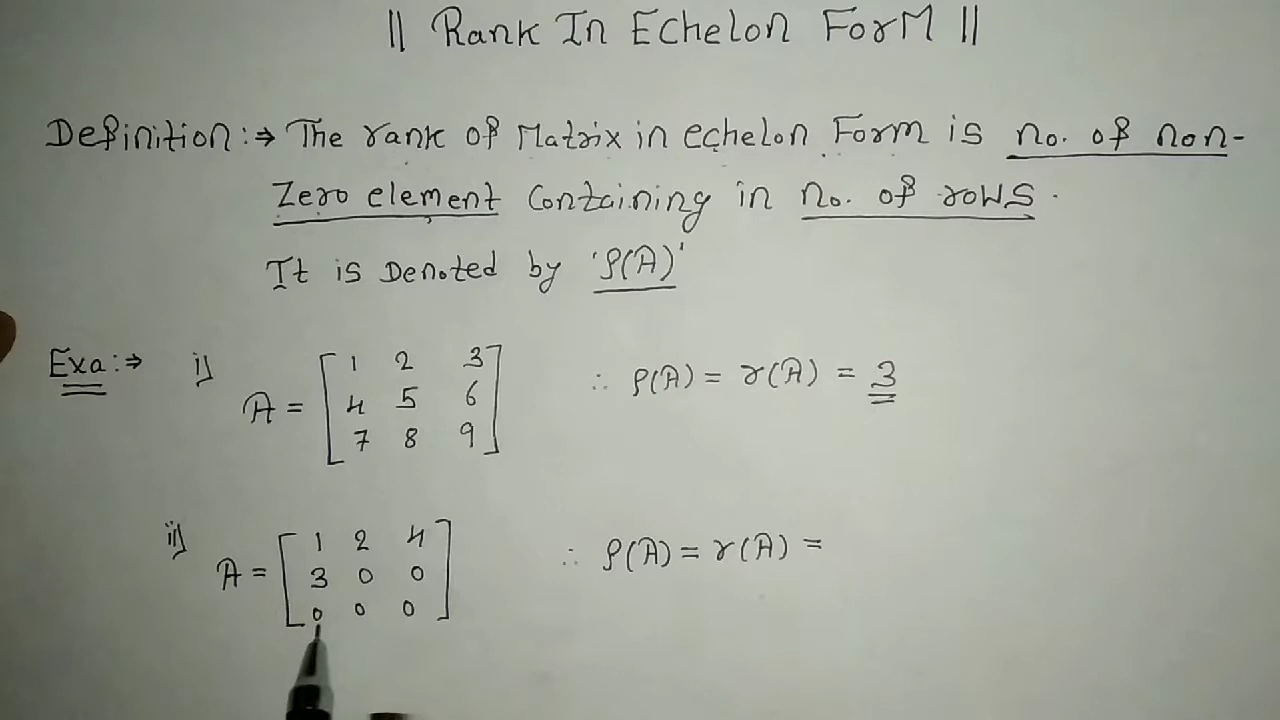 || Rank In Echelon Form ||
Definition:⇒ The rank of Matrix in echelon Form is no. of non-
Zero element Containing in no. of rows.
It is Denoted by 'ρ(A)'
Exa:⇒ i) A = [ 1 2 3 ∴ ρ(A) = r(A) = 3
4 5 6
7 8 9 ]
ii) A = [ 1 2 4 ∴ ρ(A) = r(A) =
3 0 0
0 0 0 ]